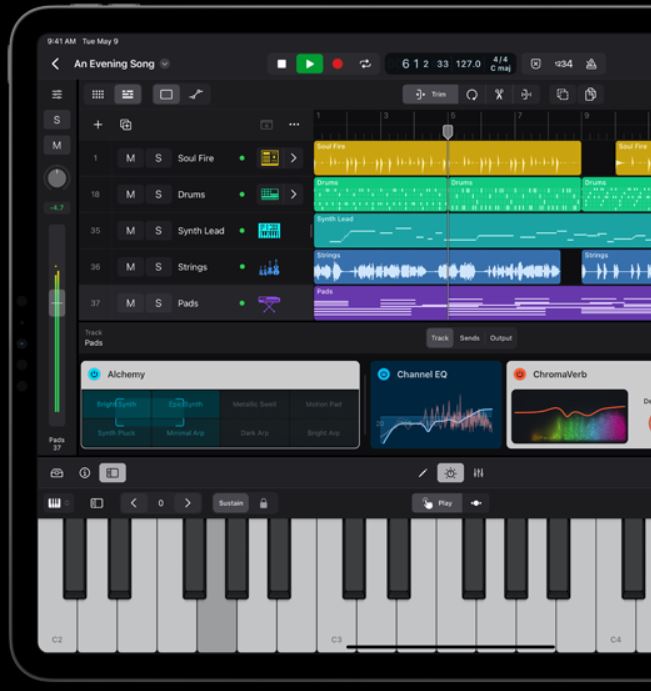 9:41 AM Tue May 9
An Evening Song
6 1 2 33 127.0 4/4 C maj
1234
S
Trim
M
-4.7
1 3 5 7 9
1 M S Soul Fire
Soul Fire Soul Fire
18 M S Drums
Drums Drums Drums
35 M S Synth Lead
Synth Lead
36 M S Strings
Strings Strings
37 M S Pads
Pads
Track
Pads
Track Sends Output
Alchemy
Channel EQ
ChromaVerb
Bright Synth Epic Synth Metallic Swell Motion Pad
Synth Pluck Minimal Arp Dark Arp Bright Arp
20
De
Pads
37
0 Sustain Play
C2 C3 C4